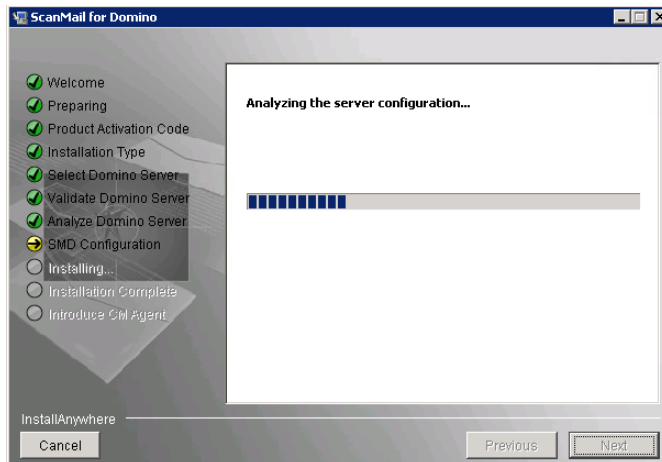 ScanMail for Domino
Welcome
Preparing
Product Activation Code
Installation Type
Select Domino Server
Validate Domino Server
Analyze Domino Server
SMD Configuration
Installing...
Installation Complete
Introduce CM Agent
Analyzing the server configuration...
InstallAnywhere
Cancel
Previous
Next